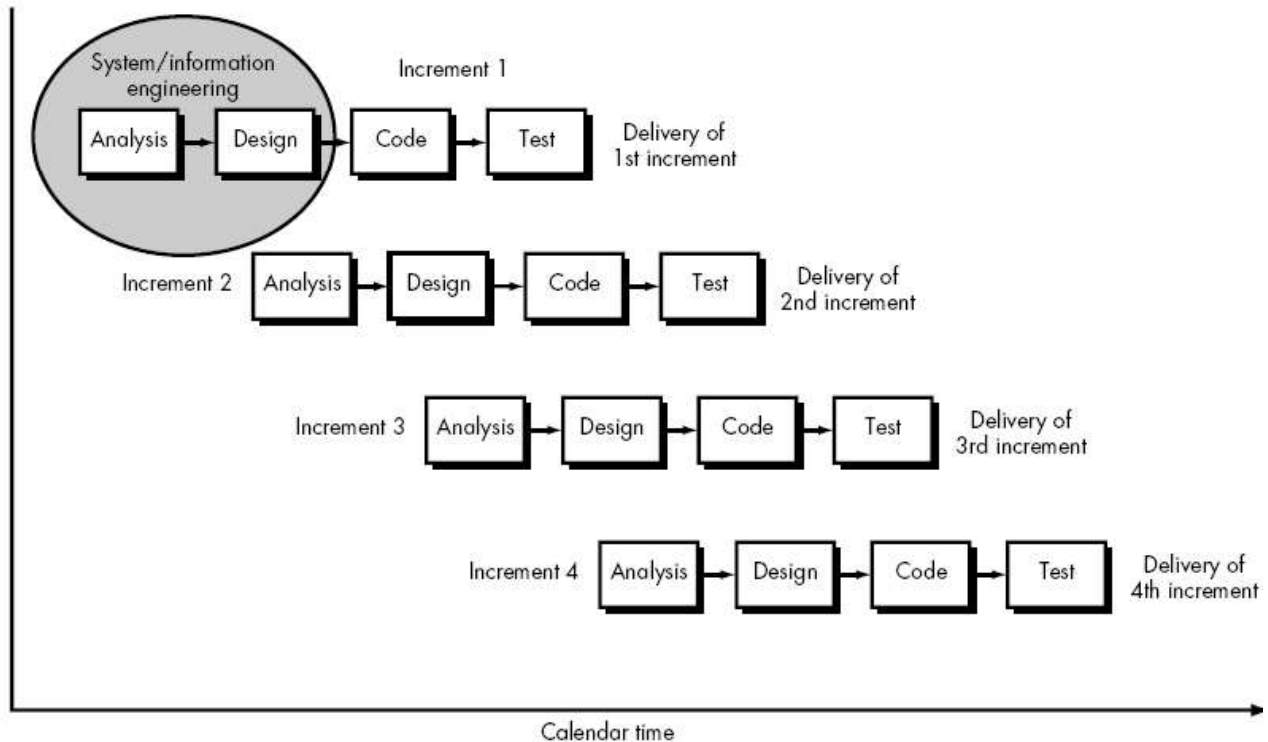 System/information
engineering
Increment 1
Analysis
Design
Code
Test
Delivery of
1st increment
Increment 2
Analysis
Design
Code
Test
Delivery of
2nd increment
Increment 3
Analysis
Design
Code
Test
Delivery of
3rd increment
Increment 4
Analysis
Design
Code
Test
Delivery of
4th increment
Calendar time